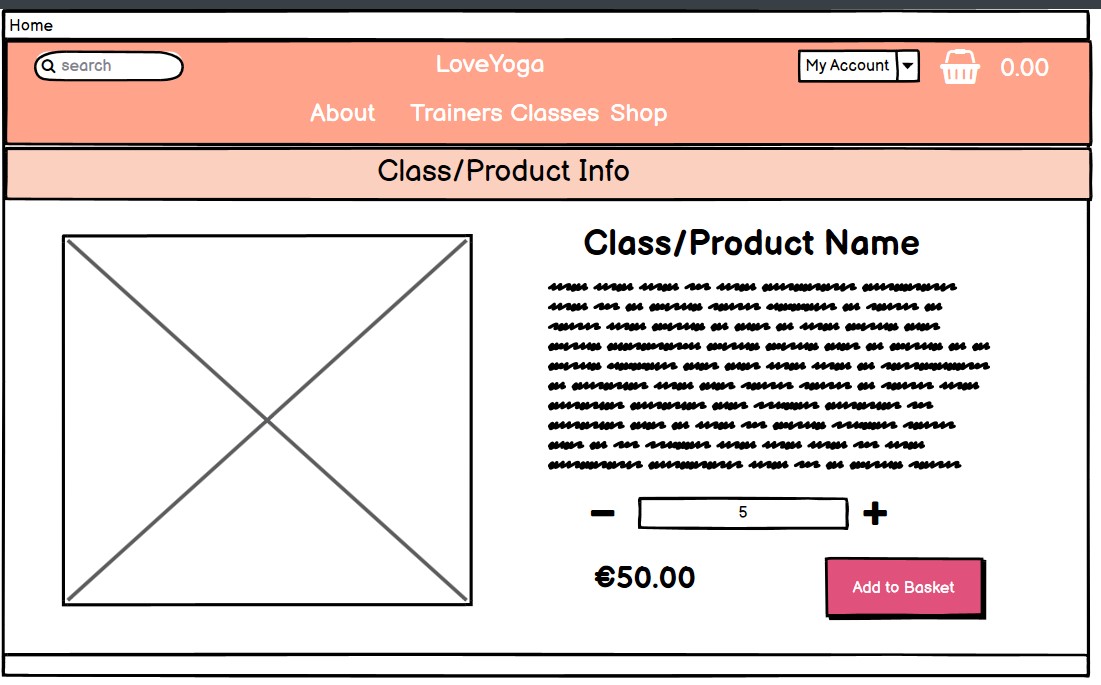 Home
search LoveYoga My Account 0.00
About Trainers Classes Shop
Class/Product Info
Class/Product Name
5
€50.00
Add to Basket